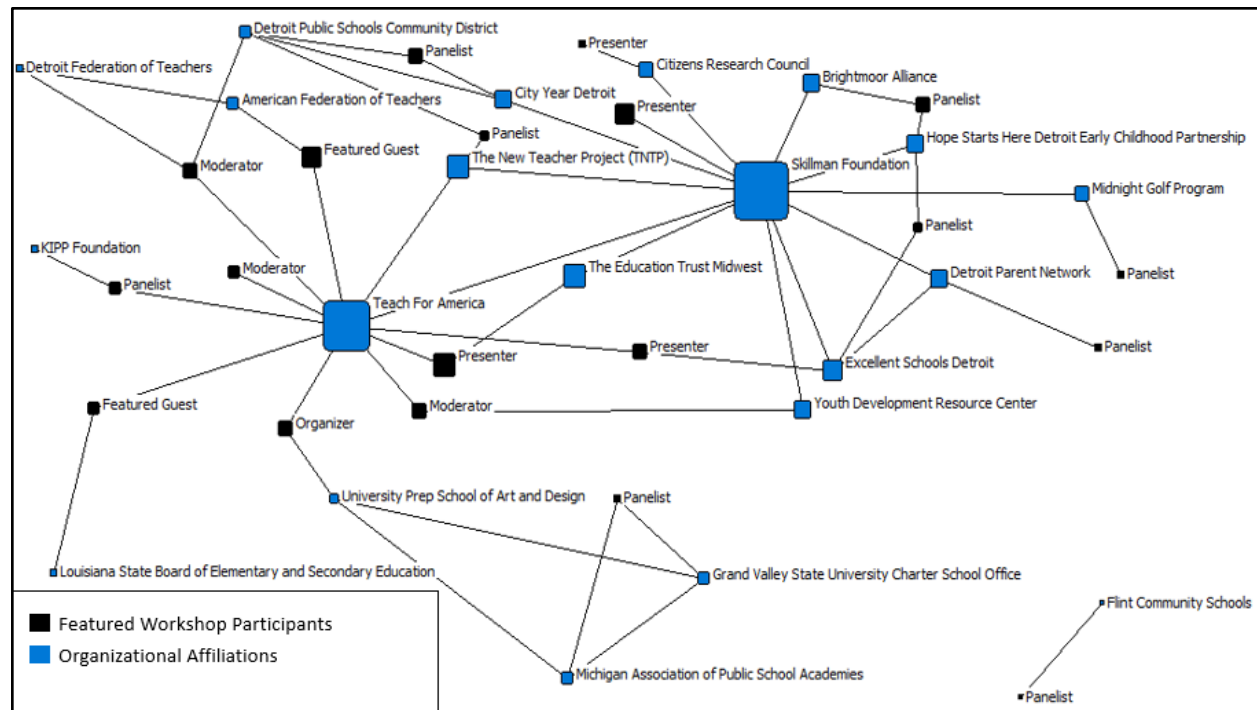 Detroit Public Schools Community District
Panelist
Presenter
Detroit Federation of Teachers
Citizens Research Council
Brightmoor Alliance
American Federation of Teachers
City Year Detroit
Presenter
Panelist
Panelist
Hope Starts Here Detroit Early Childhood Partnership
Featured Guest
Moderator
The New Teacher Project (TNTP)
Skillman Foundation
Midnight Golf Program
Panelist
KIPP Foundation
Moderator
The Education Trust Midwest
Detroit Parent Network
Panelist
Panelist
Teach For America
Presenter
Presenter
Panelist
Excellent Schools Detroit
Featured Guest
Moderator
Youth Development Resource Center
Organizer
University Prep School of Art and Design
Panelist
Louisiana State Board of Elementary and Secondary Education
Grand Valley State University Charter School Office
Flint Community Schools
Featured Workshop Participants
Organizational Affiliations
Michigan Association of Public School Academies
Panelist